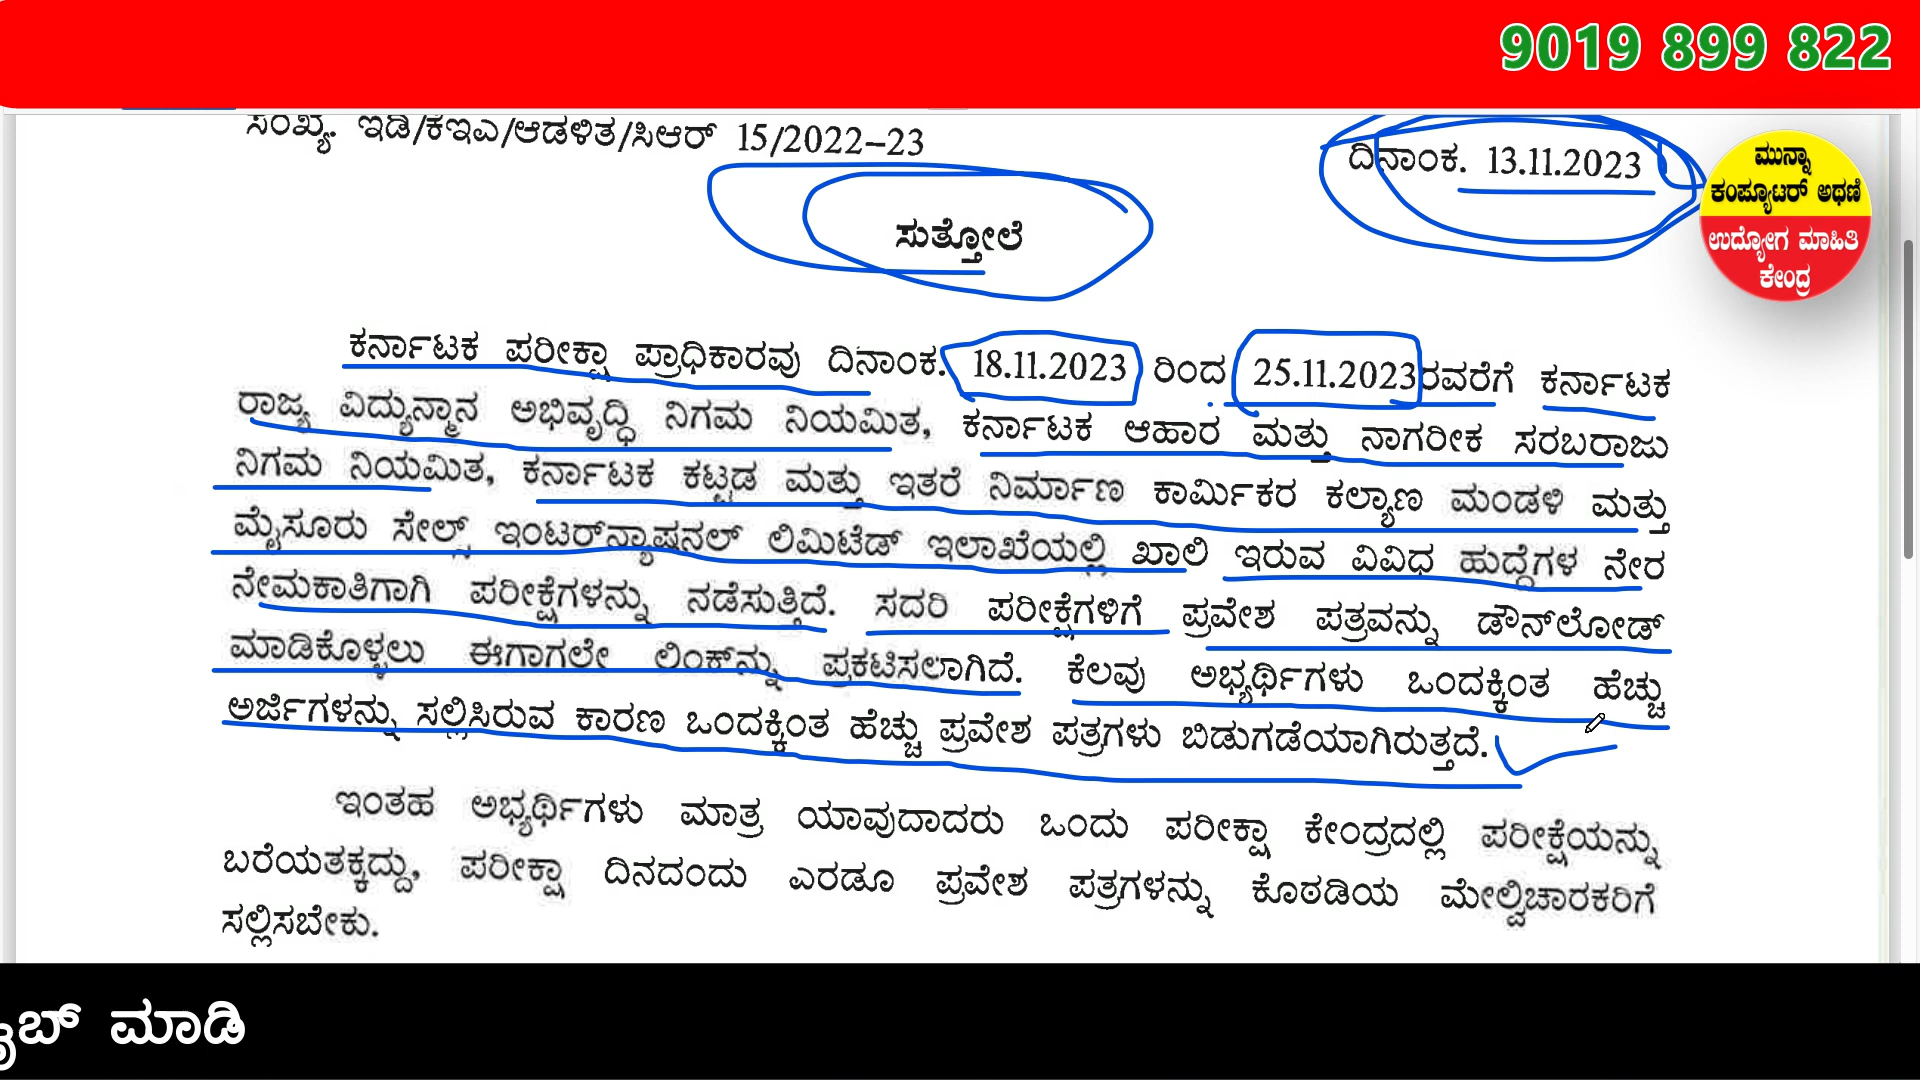 9019 899 822
ಸಂಖ್ಯೆ. ಇಡಿ/ಕಇಎ/ಆಡಳಿತ/ಸಿಆರ್ 15/2022-23
ದಿನಾಂಕ. 13.11.2023
ಮುನ್ನಾ
ಕಂಪ್ಯೂಟರ್ ಅಥಣಿ
ಉದ್ಯೋಗ ಮಾಹಿತಿ
ಕೇಂದ್ರ
ಸುತ್ತೋಲೆ
ಕರ್ನಾಟಕ ಪರೀಕ್ಷಾ ಪ್ರಾಧಿಕಾರವು ದಿನಾಂಕ. 18.11.2023 ರಿಂದ 25.11.2023ರವರೆಗೆ ಕರ್ನಾಟಕ
ರಾಜ್ಯ ವಿದ್ಯುನ್ಮಾನ ಅಭಿವೃದ್ಧಿ ನಿಗಮ ನಿಯಮಿತ, ಕರ್ನಾಟಕ ಆಹಾರ ಮತ್ತು ನಾಗರೀಕ ಸರಬರಾಜು
ನಿಗಮ ನಿಯಮಿತ, ಕರ್ನಾಟಕ ಕಟ್ಟಡ ಮತ್ತು ಇತರೆ ನಿರ್ಮಾಣ ಕಾರ್ಮಿಕರ ಕಲ್ಯಾಣ ಮಂಡಳಿ ಮತ್ತು
ಮೈಸೂರು ಸೇಲ್ಸ್ ಇಂಟರ್‌ನ್ಯಾಷನಲ್ ಲಿಮಿಟೆಡ್ ಇಲಾಖೆಯಲ್ಲಿ ಖಾಲಿ ಇರುವ ವಿವಿಧ ಹುದ್ದೆಗಳ ನೇರ
ನೇಮಕಾತಿಗಾಗಿ ಪರೀಕ್ಷೆಗಳನ್ನು ನಡೆಸುತ್ತಿದೆ. ಸದರಿ ಪರೀಕ್ಷೆಗಳಿಗೆ ಪ್ರವೇಶ ಪತ್ರವನ್ನು ಡೌನ್‌ಲೋಡ್
ಮಾಡಿಕೊಳ್ಳಲು ಈಗಾಗಲೇ ಲಿಂಕ್‌ನ್ನು ಪ್ರಕಟಿಸಲಾಗಿದೆ. ಕೆಲವು ಅಭ್ಯರ್ಥಿಗಳು ಒಂದಕ್ಕಿಂತ ಹೆಚ್ಚು
ಅರ್ಜಿಗಳನ್ನು ಸಲ್ಲಿಸಿರುವ ಕಾರಣ ಒಂದಕ್ಕಿಂತ ಹೆಚ್ಚು ಪ್ರವೇಶ ಪತ್ರಗಳು ಬಿಡುಗಡೆಯಾಗಿರುತ್ತದೆ.
ಇಂತಹ ಅಭ್ಯರ್ಥಿಗಳು ಮಾತ್ರ ಯಾವುದಾದರು ಒಂದು ಪರೀಕ್ಷಾ ಕೇಂದ್ರದಲ್ಲಿ ಪರೀಕ್ಷೆಯನ್ನು
ಬರೆಯತಕ್ಕದ್ದು, ಪರೀಕ್ಷಾ ದಿನದಂದು ಎರಡೂ ಪ್ರವೇಶ ಪತ್ರಗಳನ್ನು ಕೊಠಡಿಯ ಮೇಲ್ವಿಚಾರಕರಿಗೆ
ಸಲ್ಲಿಸಬೇಕು.
ಮಾಡಿ